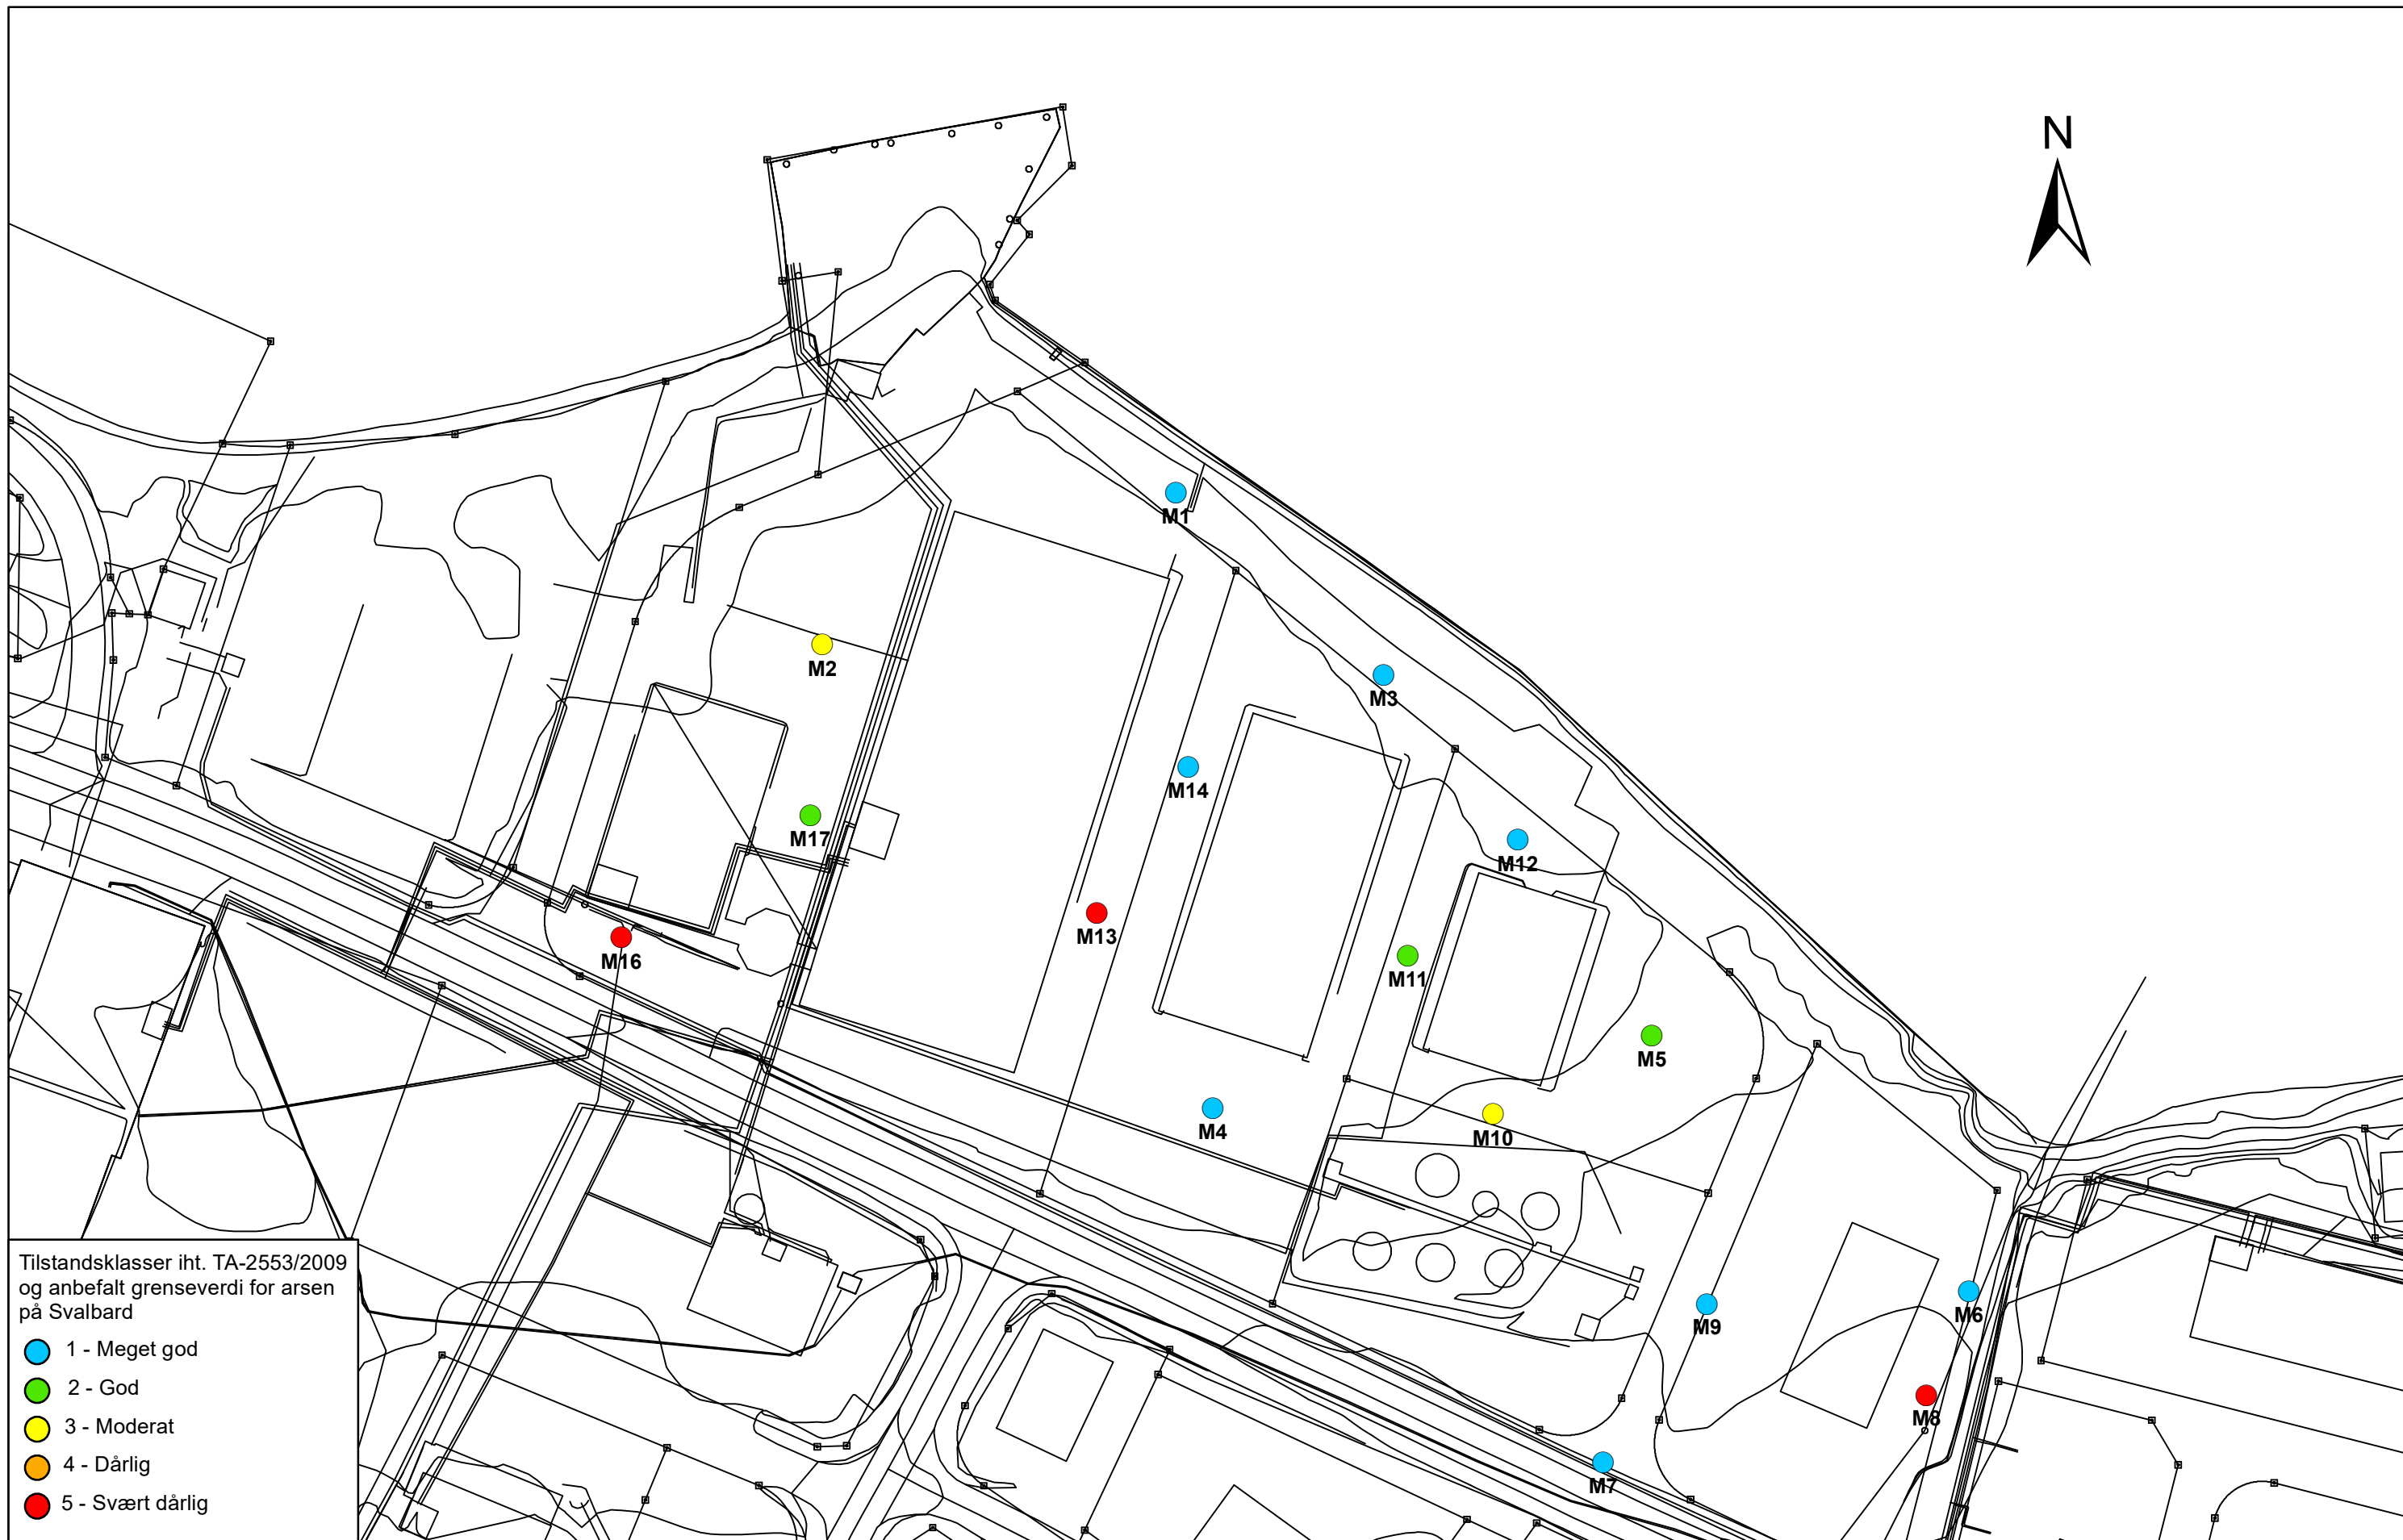 N
M1
M2
M3
M14
M17
M12
M13
M16
M11
M5
M4
M10
M6
M9
M8
M7
Tilstandsklasser iht. TA-2553/2009
og anbefalt grenseverdi for arsen
på Svalbard
1 - Meget god
2 - God
3 - Moderat
4 - Dårlig
5 - Svært dårlig